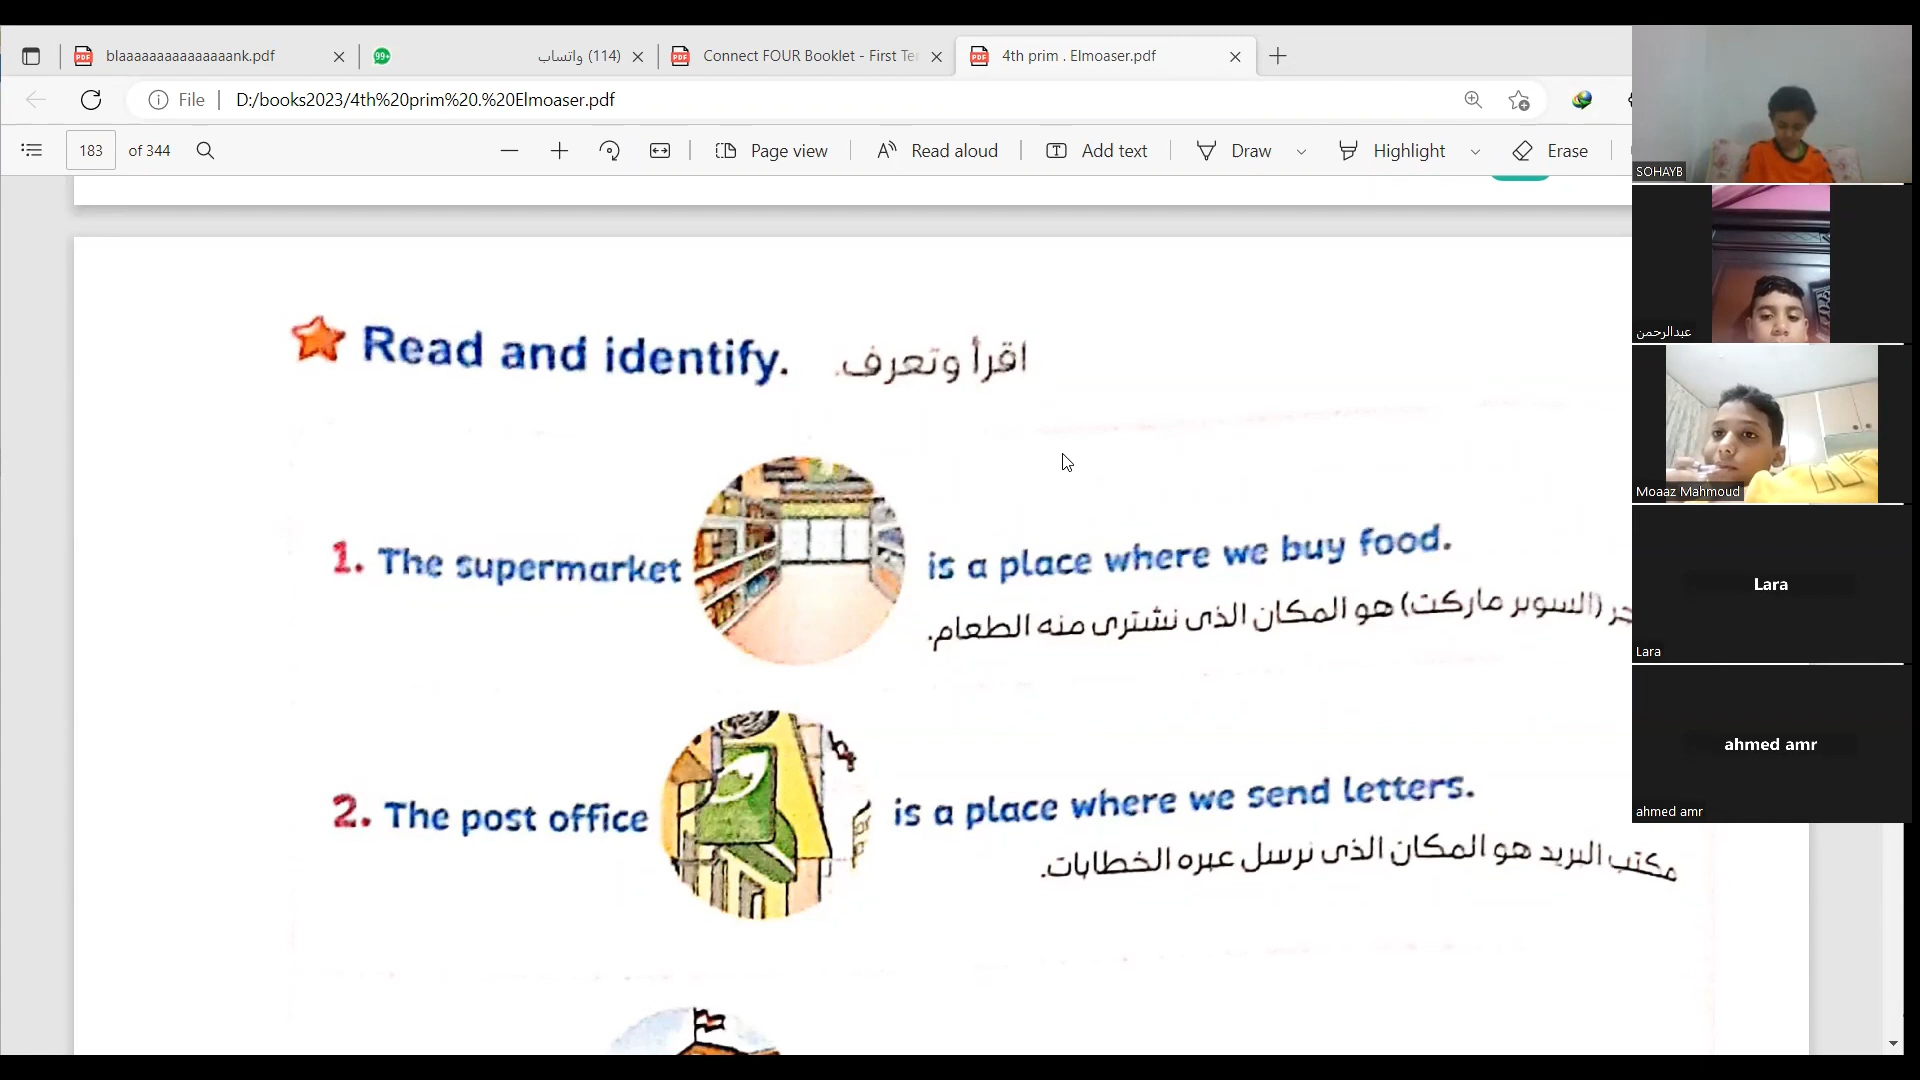 blaaaaaaaaaaaaaaaank.pdf
99+
(114) واتساب
Connect FOUR Booklet - First Te
4th prim . Elmoaser.pdf
File
D:/books2023/4th%20prim%20.%20Elmoaser.pdf
183
of 344
Page view
Read aloud
Add text
Draw
Highlight
Erase
Read and identify.
اقرأ وتعرف.
1. The supermarket is a place where we buy food.
(السوبر ماركت) هو المكان الذى نشترى منه الطعام.
2. The post office is a place where we send letters.
مكتب البريد هو المكان الذى نرسل عبره الخطابات.
SOHAYB
عبدالرحمن
Moaaz Mahmoud
Lara
Lara
ahmed amr
ahmed amr